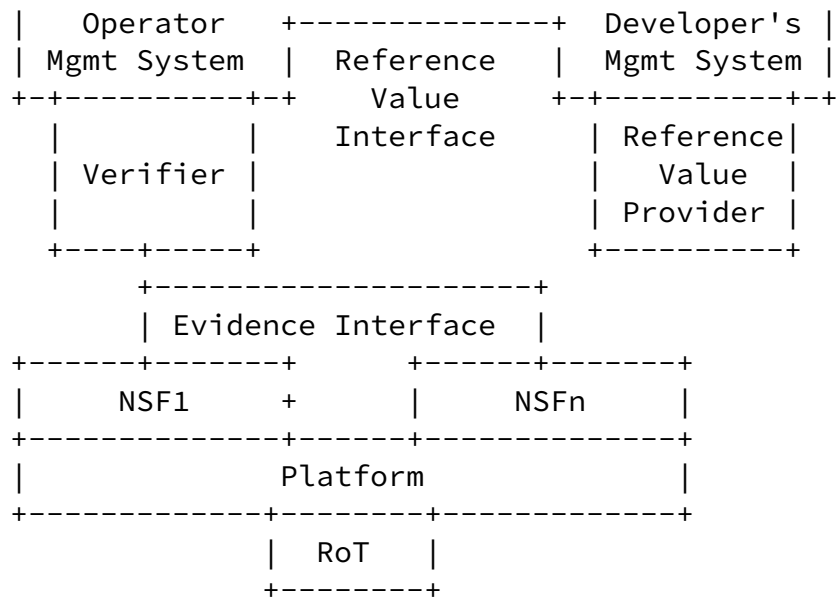 |   Operator   +--------------+  Developer's |
| Mgmt System  |  Reference   |  Mgmt System |
+-+----------+-+    Value     +-+----------+-+
  |          |    Interface     | Reference|
  | Verifier |                  |   Value  |
  |          |                  | Provider |
  +----+-----+                  +----------+
       +---------------------+
       | Evidence Interface  |
+------+-------+      +------+-------+
|     NSF1     +      |     NSFn     |
+--------------+------+--------------+
|             Platform               |
+-------------+--------+-------------+
              |  RoT   |
              +--------+